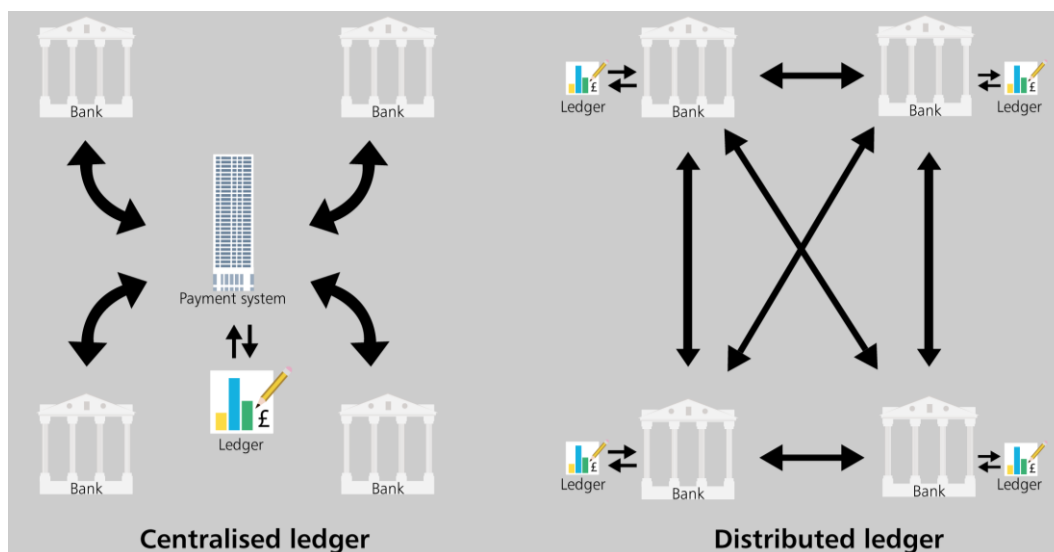 Bank
Bank
Payment system
£
Ledger
Bank
Bank
Centralised ledger
£
Ledger
Bank
Bank
£
Ledger
£
Ledger
Bank
Bank
£
Ledger
Distributed ledger